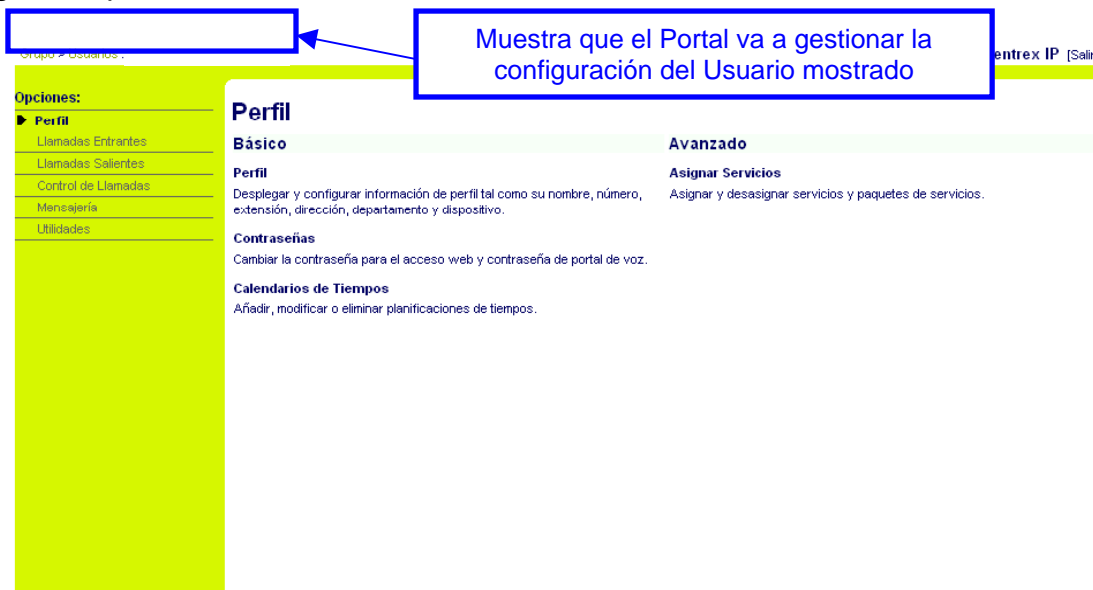 Muestra que el Portal va a gestionar la
configuración del Usuario mostrado
Grupo > Usuarios :
entrex IP [Salir
Opciones:
Perfil
Llamadas Entrantes
Llamadas Salientes
Control de Llamadas
Mensajería
Utilidades
Perfil
Básico
Perfil
Desplegar y configurar información de perfil tal como su nombre, número,
extensión, dirección, departamento y dispositivo.
Contraseñas
Cambiar la contraseña para el acceso web y contraseña de portal de voz.
Calendarios de Tiempos
Añadir, modificar o eliminar planificaciones de tiempos.
Avanzado
Asignar Servicios
Asignar y desasignar servicios y paquetes de servicios.